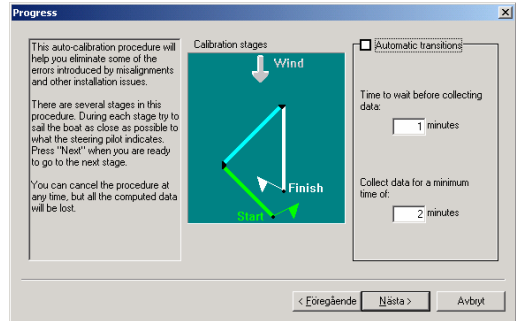 Progress
This auto-calibration procedure will
help you eliminate some of the
errors introduced by misalignments
and other installation issues.
There are several stages in this
procedure. During each stage try to
sail the boat as close as possible to
what the steering pilot indicates.
Press "Next" when you are ready
to go to the next stage.
You can cancel the procedure at
any time, but all the computed data
will be lost.
Calibration stages
Wind
Finish
Start
Automatic transitions
Time to wait before collecting
data:
1 minutes
Collect data for a minimum
time of:
2 minutes
< Föregående
Nästa >
Avbryt